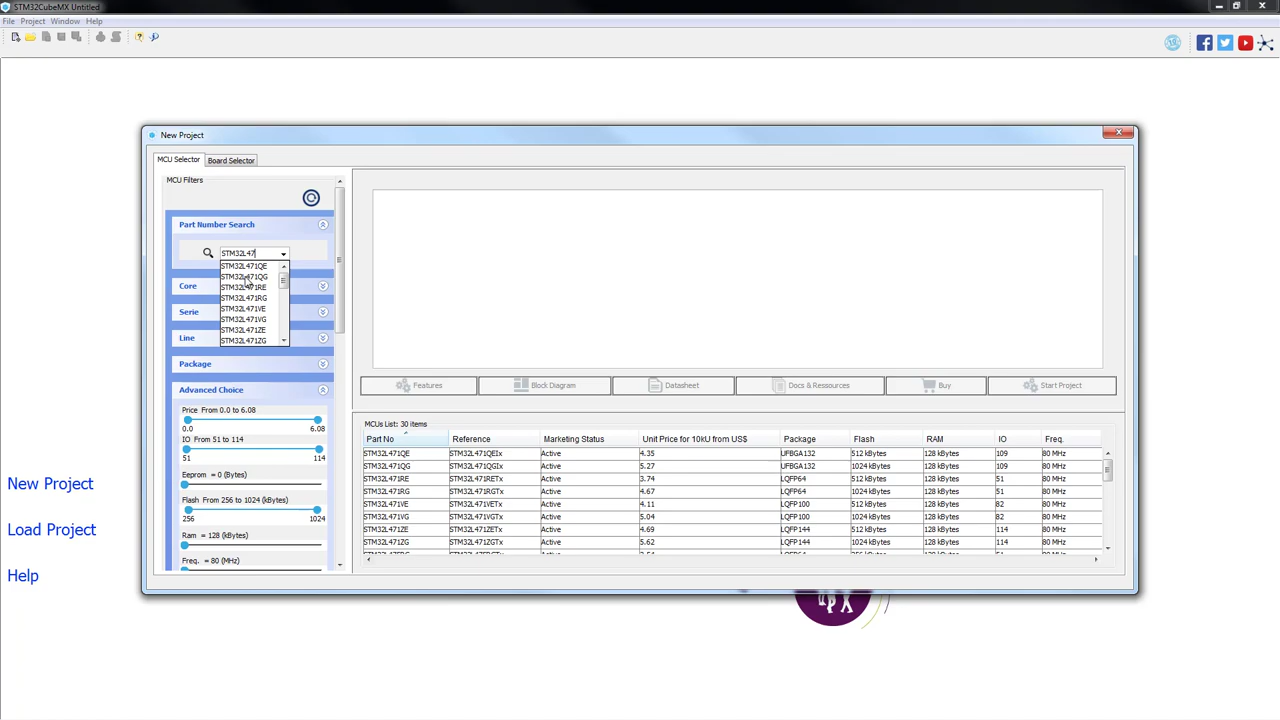 STM32CubeMX Untitled
File Project Window Help
New Project
MCU Selector Board Selector
MCU Filters
Part Number Search
STM32L47
STM32L471QE
STM32L471QG
STM32L471RE
STM32L471RG
STM32L471VE
STM32L471VG
STM32L471ZE
STM32L471ZG
Core
Serie
Line
Package
Advanced Choice
Price From 0.0 to 6.08
0.0 6.08
IO From 51 to 114
51 114
Eeprom = 0 (Bytes)
Flash From 256 to 1024 (kBytes)
256 1024
Ram = 128 (kBytes)
Freq. = 80 (MHz)
Features Block Diagram Datasheet Docs & Ressources Buy Start Project
MCUs List: 30 items
Part No Reference Marketing Status Unit Price for 10kU from US$ Package Flash RAM IO Freq.
STM32L471QE STM32L471QEIx Active 4.35 UFBGA132 512 kBytes 128 kBytes 109 80 MHz
STM32L471QG STM32L471QGIx Active 5.27 UFBGA132 1024 kBytes 128 kBytes 109 80 MHz
STM32L471RE STM32L471RETx Active 3.74 LQFP64 512 kBytes 128 kBytes 51 80 MHz
STM32L471RG STM32L471RGTx Active 4.67 LQFP64 1024 kBytes 128 kBytes 51 80 MHz
STM32L471VE STM32L471VETx Active 4.11 LQFP100 512 kBytes 128 kBytes 82 80 MHz
STM32L471VG STM32L471VGTx Active 5.04 LQFP100 1024 kBytes 128 kBytes 82 80 MHz
STM32L471ZE STM32L471ZETx Active 4.69 LQFP144 512 kBytes 128 kBytes 114 80 MHz
STM32L471ZG STM32L471ZGTx Active 5.62 LQFP144 1024 kBytes 128 kBytes 114 80 MHz
New Project
Load Project
Help